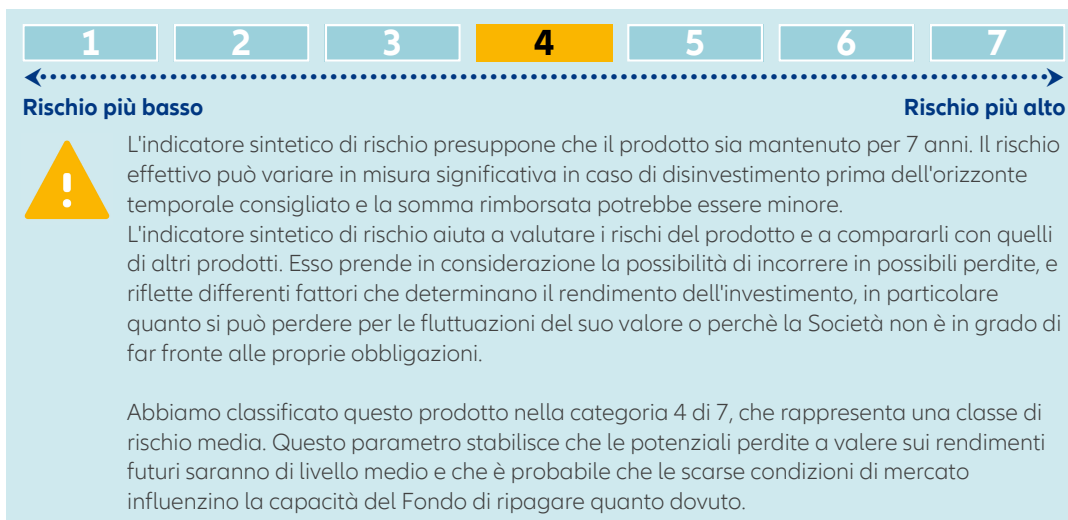 1 2 3 4 5 6 7
Rischio più basso Rischio più alto
L'indicatore sintetico di rischio presuppone che il prodotto sia mantenuto per 7 anni. Il rischio
effettivo può variare in misura significativa in caso di disinvestimento prima dell'orizzonte
temporale consigliato e la somma rimborsata potrebbe essere minore.
L'indicatore sintetico di rischio aiuta a valutare i rischi del prodotto e a compararli con quelli
di altri prodotti. Esso prende in considerazione la possibilità di incorrere in possibili perdite, e
riflette differenti fattori che determinano il rendimento dell'investimento, in particolare
quanto si può perdere per le fluttuazioni del suo valore o perchè la Società non è in grado di
far fronte alle proprie obbligazioni.
Abbiamo classificato questo prodotto nella categoria 4 di 7, che rappresenta una classe di
rischio media. Questo parametro stabilisce che le potenziali perdite a valere sui rendimenti
futuri saranno di livello medio e che è probabile che le scarse condizioni di mercato
influenzino la capacità del Fondo di ripagare quanto dovuto.